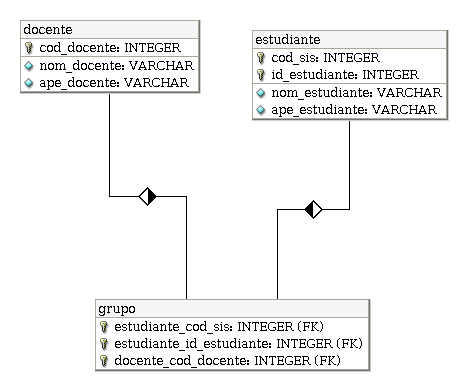 docente
cod_docente: INTEGER
nom_docente: VARCHAR
ape_docente: VARCHAR
estudiante
cod_sis: INTEGER
id_estudiante: INTEGER
nom_estudiante: VARCHAR
ape_estudiante: VARCHAR
grupo
estudiante_cod_sis: INTEGER (FK)
estudiante_id_estudiante: INTEGER (FK)
docente_cod_docente: INTEGER (FK)